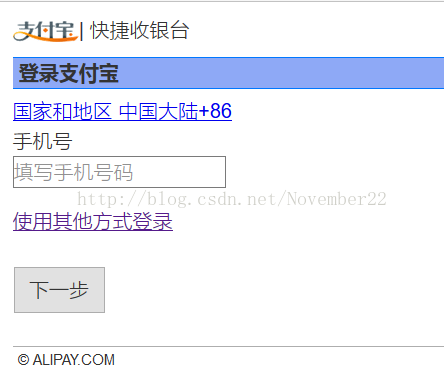 支付宝 | 快捷收银台
登录支付宝
国家和地区 中国大陆+86
手机号
填写手机号码
http://blog.csdn.net/November22
使用其他方式登录
下一步
© ALIPAY.COM